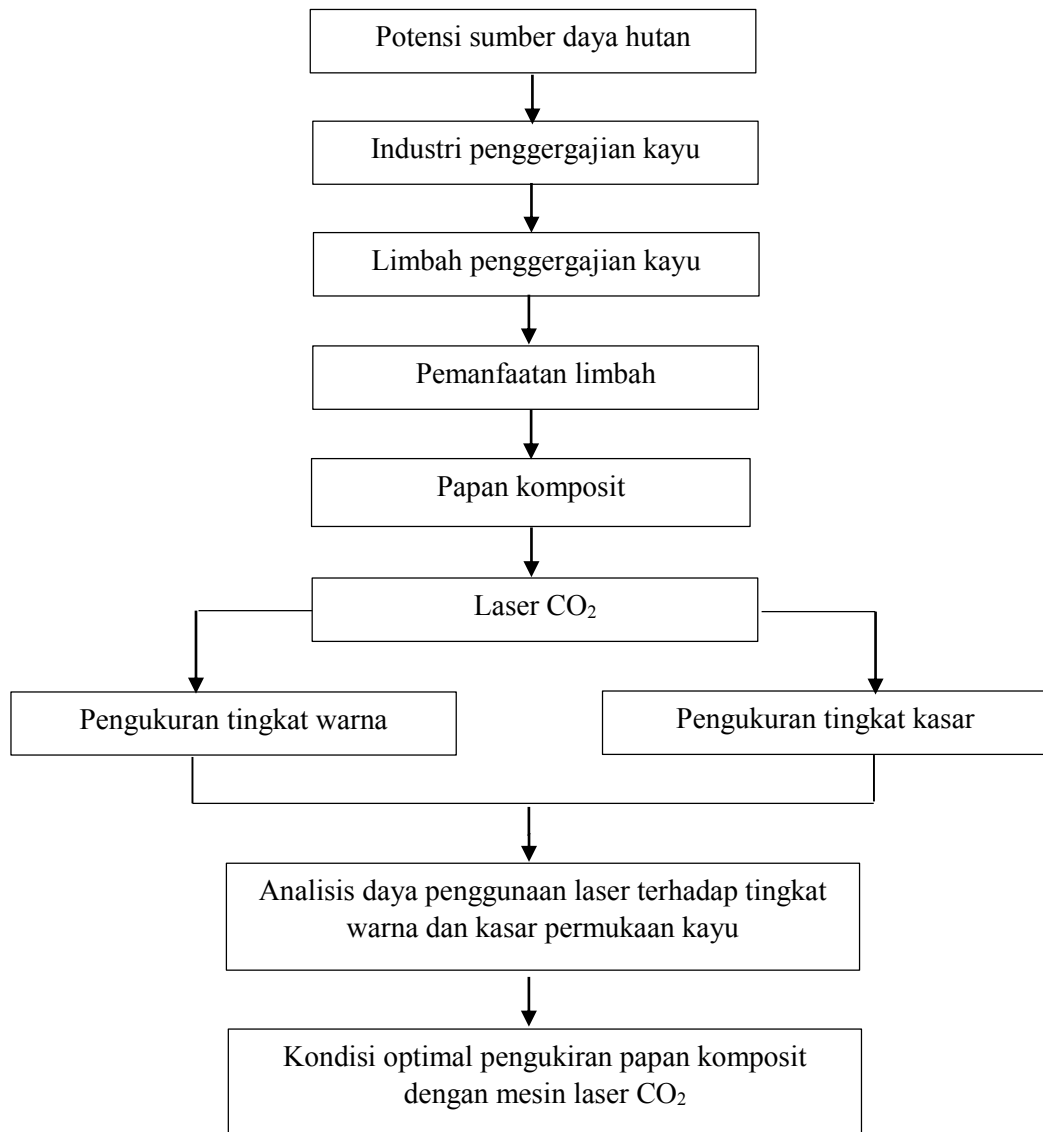 Potensi sumber daya hutan
Industri penggergajian kayu
Limbah penggergajian kayu
Pemanfaatan limbah
Papan komposit
Laser CO₂
Pengukuran tingkat warna
Pengukuran tingkat kasar
Analisis daya penggunaan laser terhadap tingkat
warna dan kasar permukaan kayu
Kondisi optimal pengukiran papan komposit
dengan mesin laser CO₂